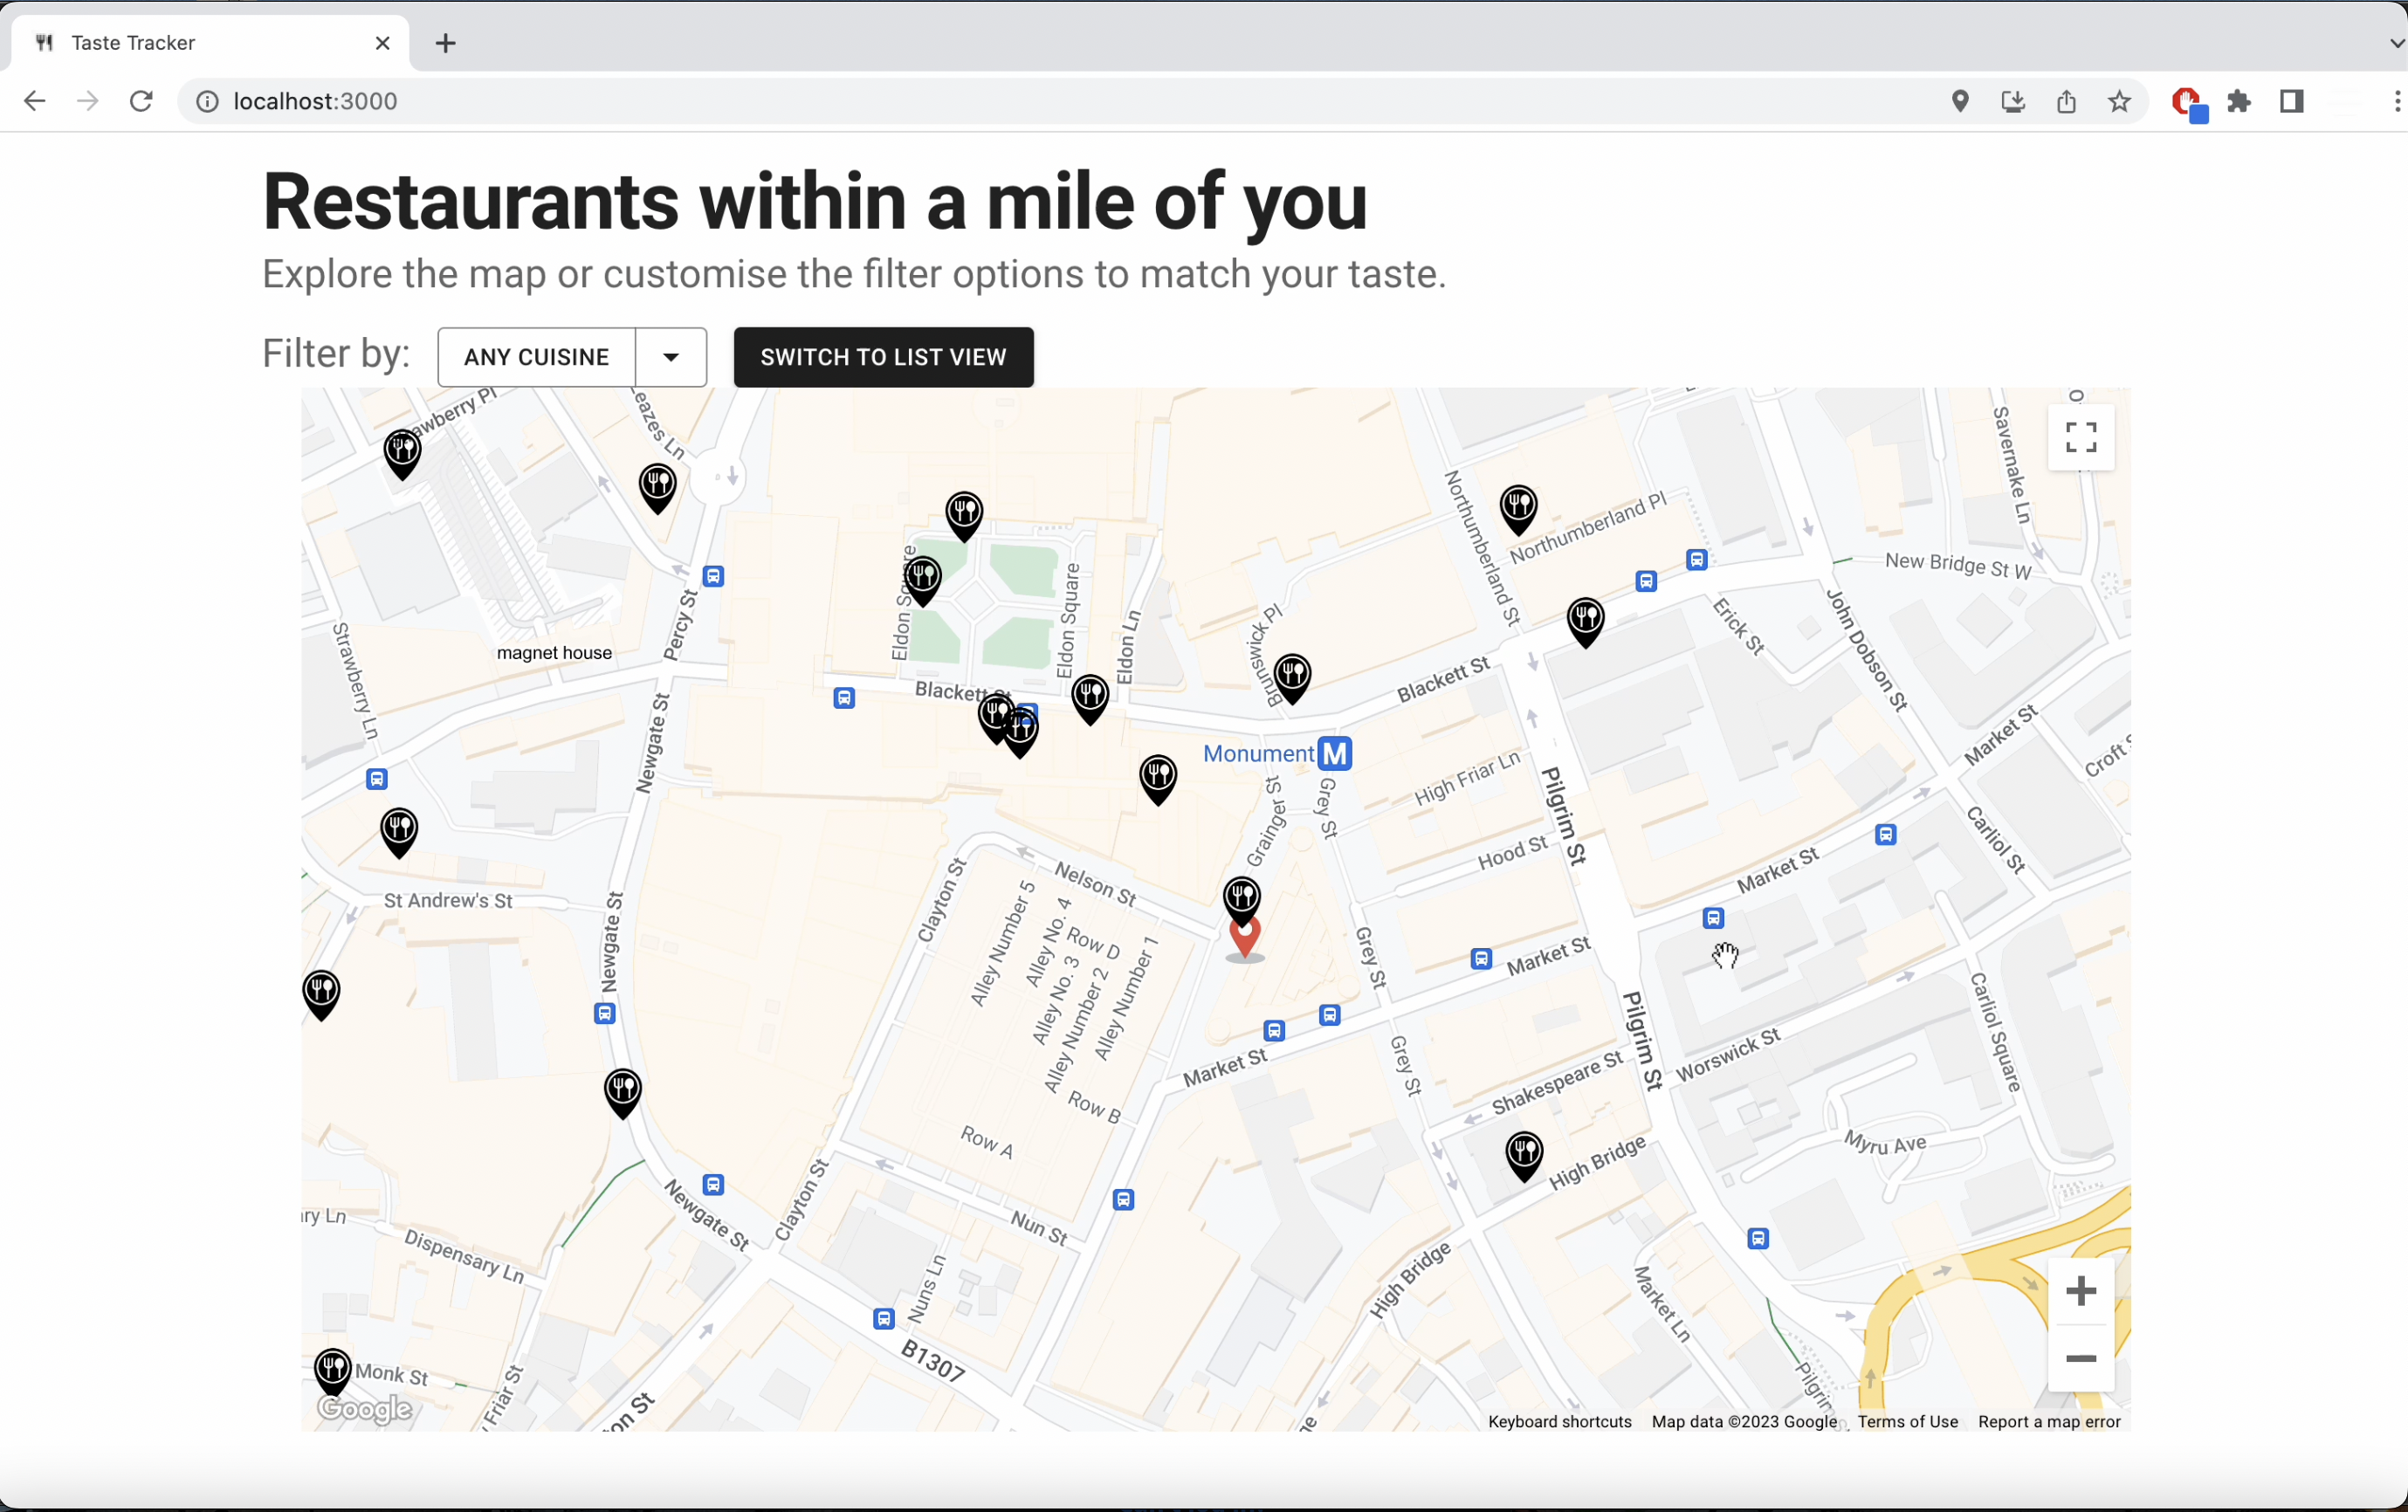 Taste Tracker
localhost:3000
Restaurants within a mile of you
Explore the map or customise the filter options to match your taste.
Filter by:
ANY CUISINE
SWITCH TO LIST VIEW
Leazes Ln
Savernake Ln
Northumberland St
Northumberland Pl
New Bridge St W
Eldon Square
Eldon Square
Eldon Ln
Percy St
Strawberry Ln
magnet house
Brunswick Pl
Erick St
John Dobson St
Blackett St
Blackett St
Market St
Newgate St
Monument
M
High Friar Ln
Grainger St
Grey St
Pilgrim St
Hood St
Carliol St
Market St
Nelson St
Clayton St
St Andrew's St
Newgate St
Alley Number 5
Alley No. 4
Row D
Alley No. 3
Alley Number 2
Alley Number 1
Grey St
Market St
Carliol Square
Pilgrim St
Worswick St
Market St
Grey St
Shakespeare St
Row B
Row A
Myru Ave
High Bridge
Clayton St
Newgate St
Nun St
Dispensary Ln
Nuns Ln
High Bridge
Market Ln
B1307
Monk St
Friar St
Google
Keyboard shortcuts
Map data ©2023 Google
Terms of Use
Report a map error